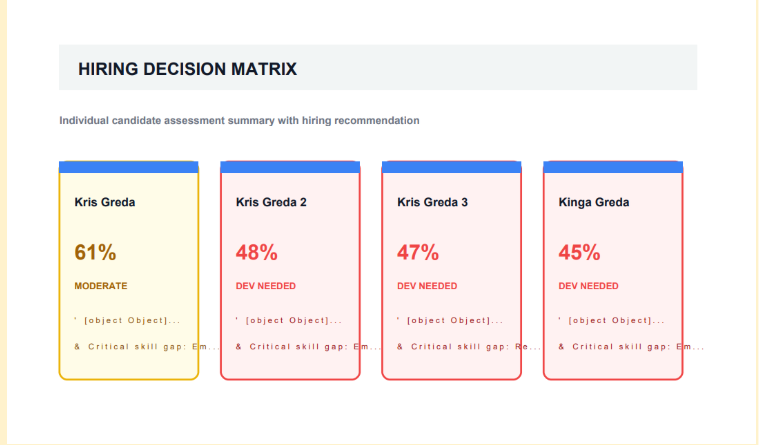 HIRING DECISION MATRIX
Individual candidate assessment summary with hiring recommendation
Kris Greda
61%
MODERATE
' [object Object]...
& Critical skill gap: Em...
Kris Greda 2
48%
DEV NEEDED
' [object Object]...
& Critical skill gap: Em...
Kris Greda 3
47%
DEV NEEDED
' [object Object]...
& Critical skill gap: Re...
Kinga Greda
45%
DEV NEEDED
' [object Object]...
& Critical skill gap: Em...